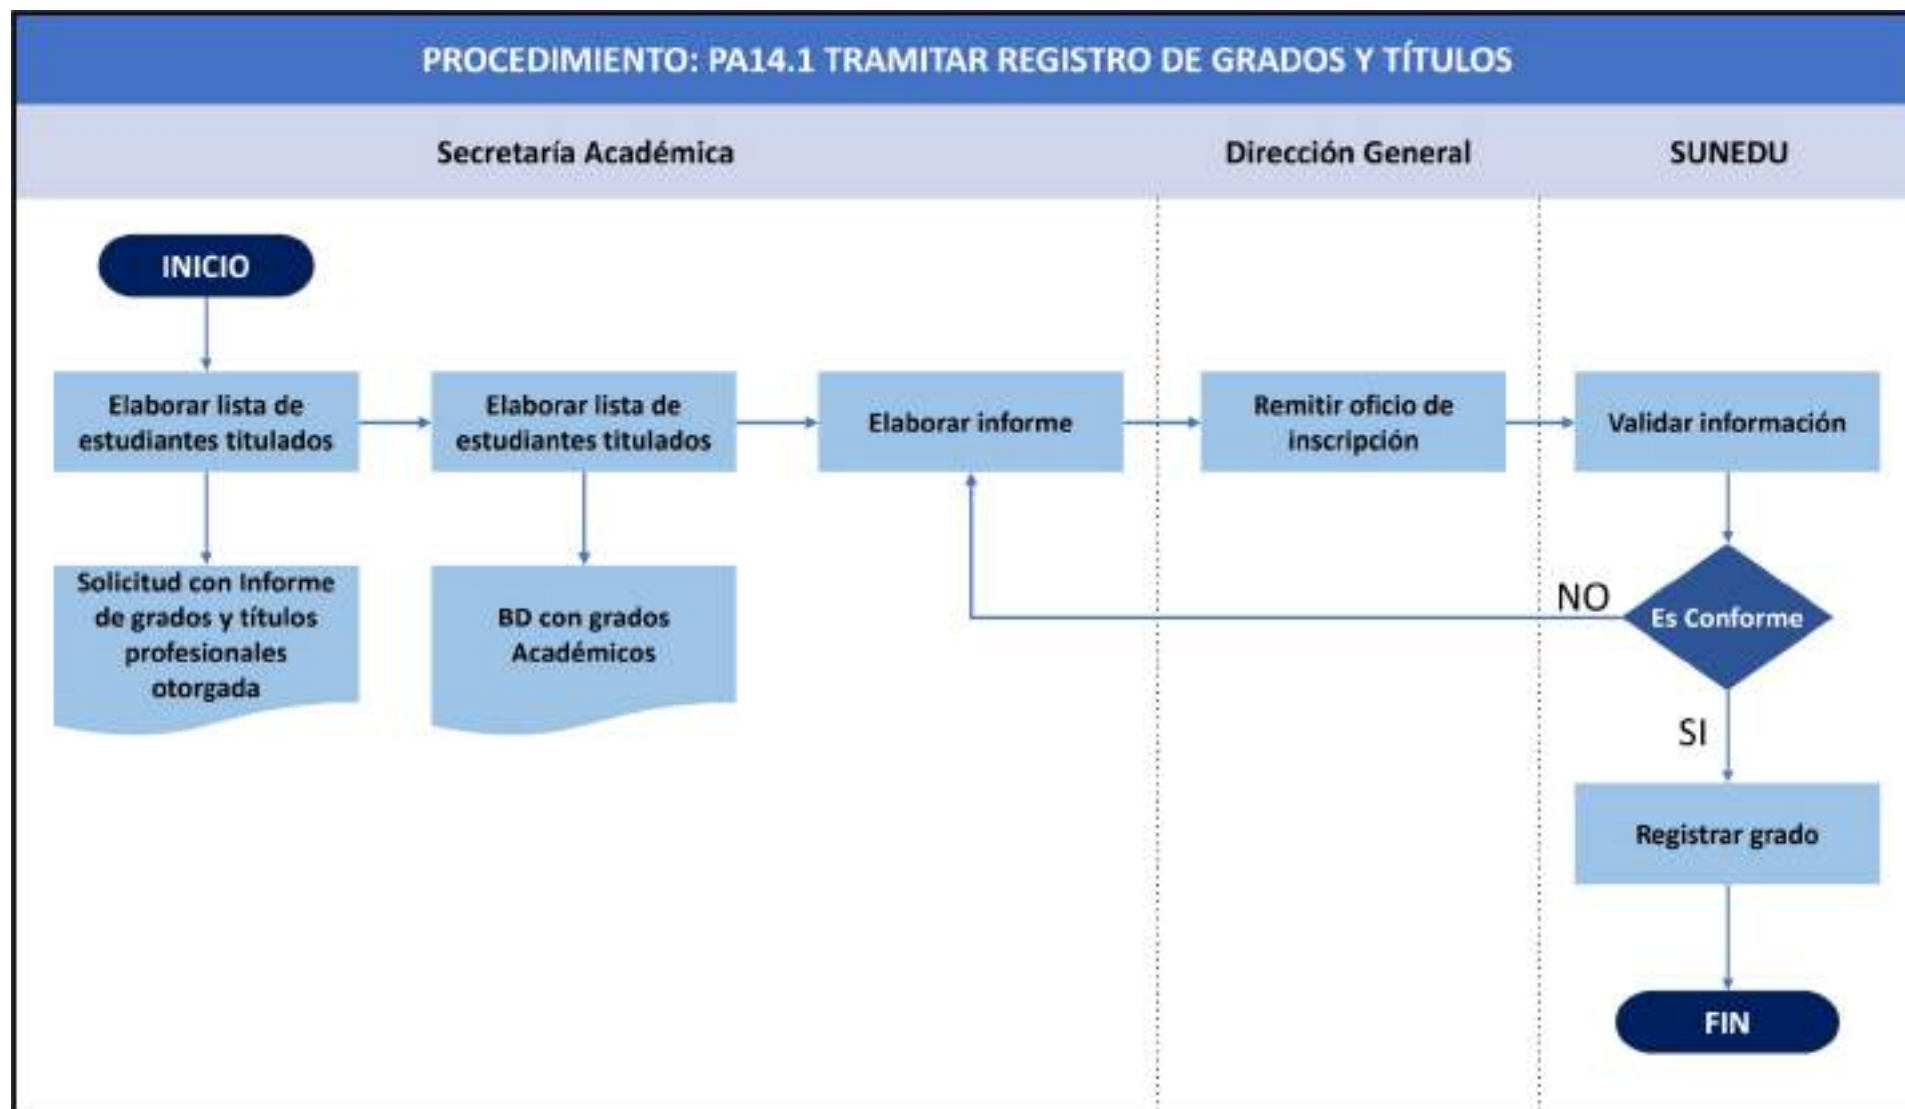 PROCEDIMIENTO: PA14.1 TRAMITAR REGISTRO DE GRADOS Y TÍTULOS
Secretaría Académica
Dirección General
SUNEDU
INICIO
Elaborar lista de
estudiantes titulados
Elaborar lista de
estudiantes titulados
Elaborar informe
Remitir oficio de
inscripción
Validar información
Solicitud con Informe
de grados y títulos
profesionales
otorgada
BD con grados
Académicos
NO
Es Conforme
SI
Registrar grado
FIN